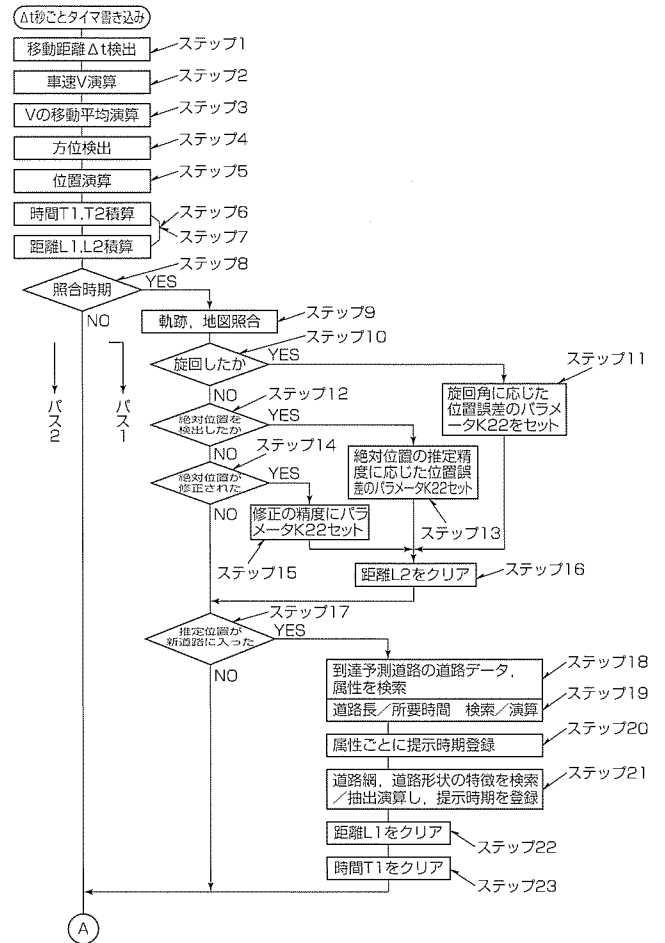 Δt秒ごとタイマ書き込み
移動距離Δt検出
ステップ1
車速V演算
ステップ2
Vの移動平均演算
ステップ3
方位検出
ステップ4
位置演算
ステップ5
時間T1,T2積算
ステップ6
距離L1,L2積算
ステップ7
照合時期
ステップ8
YES
NO
軌跡，地図照合
ステップ9
旋回したか
ステップ10
YES
NO
旋回角に応じた
位置誤差のパラメ
ータK22をセット
ステップ11
パス2
パス1
絶対位置を
検出したか
ステップ12
YES
NO
絶対位置の推定精
度に応じた位置誤
差のパラメータK22セット
ステップ13
絶対位置が
修正された
ステップ14
YES
NO
修正の精度にパラ
メータK22セット
ステップ15
距離L2をクリア
ステップ16
推定位置が
新道路に入った
ステップ17
YES
NO
到達予測道路の道路データ，
属性を検索
ステップ18
道路長／所要時間 検索／演算
ステップ19
属性ごとに提示時期登録
ステップ20
道路網，道路形状の特徴を検索
／抽出演算し，提示時期を登録
ステップ21
距離L1をクリア
ステップ22
時間T1をクリア
ステップ23
A